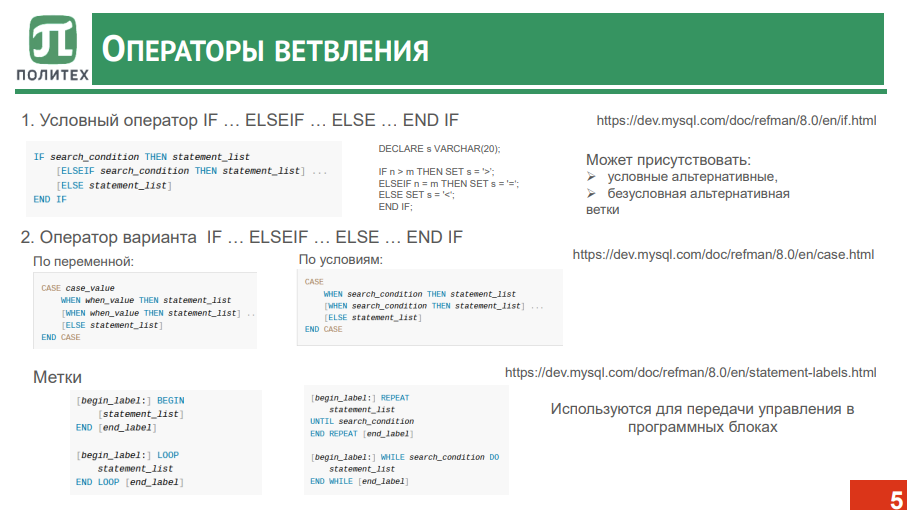 ПОЛИТЕХ
ОПЕРАТОРЫ ВЕТВЛЕНИЯ
1. Условный оператор IF … ELSEIF … ELSE … END IF
https://dev.mysql.com/doc/refman/8.0/en/if.html
IF search_condition THEN statement_list
[ELSEIF search_condition THEN statement_list] ...
[ELSE statement_list]
END IF
DECLARE s VARCHAR(20);
IF n > m THEN SET s = '>';
ELSEIF n = m THEN SET s = '=';
ELSE SET s = '<';
END IF;
Может присутствовать:
➢ условные альтернативные,
➢ безусловная альтернативная
ветки
2. Оператор варианта IF … ELSEIF … ELSE … END IF
https://dev.mysql.com/doc/refman/8.0/en/case.html
По переменной:
CASE case_value
WHEN when_value THEN statement_list
[WHEN when_value THEN statement_list] ..
[ELSE statement_list]
END CASE
По условиям:
CASE
WHEN search_condition THEN statement_list
[WHEN search_condition THEN statement_list] ...
[ELSE statement_list]
END CASE
Метки
https://dev.mysql.com/doc/refman/8.0/en/statement-labels.html
[begin_label:] BEGIN
[statement_list]
END [end_label]
[begin_label:] LOOP
statement_list
END LOOP [end_label]
[begin_label:] REPEAT
statement_list
UNTIL search_condition
END REPEAT [end_label]
[begin_label:] WHILE search_condition DO
statement_list
END WHILE [end_label]
Используются для передачи управления в
программных блоках
5